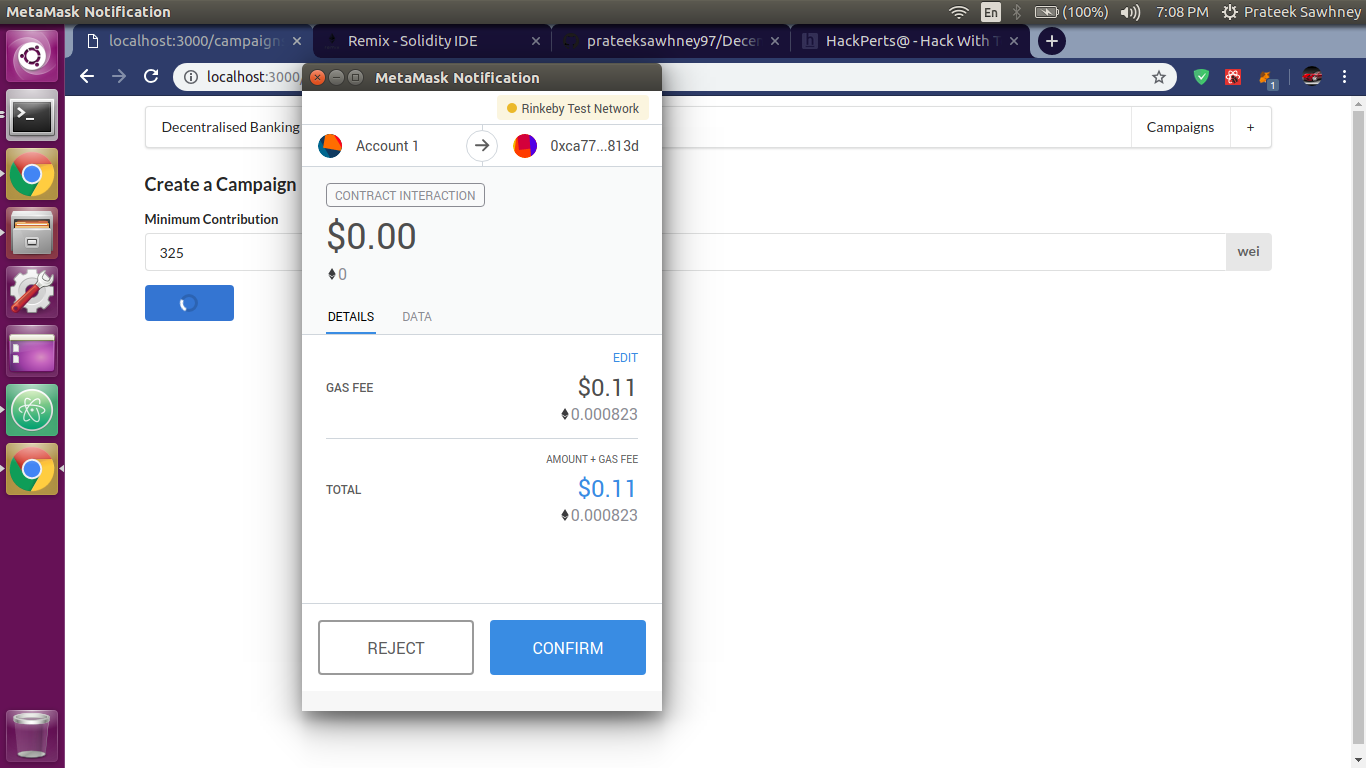 MetaMask Notification
En
(100%)
7:08 PM
Prateek Sawhney
localhost:3000/campaign
Remix - Solidity IDE
prateeksawhney97/Decer
HackPerts@ - Hack With T
localhost:3000/
1
MetaMask Notification
Rinkeby Test Network
Decentralised Banking
Campaigns
+
Account 1
0xca77...813d
Create a Campaign
CONTRACT INTERACTION
Minimum Contribution
$0.00
325
wei
0
DETAILS
DATA
EDIT
GAS FEE
$0.11
0.000823
AMOUNT + GAS FEE
TOTAL
$0.11
0.000823
REJECT
CONFIRM